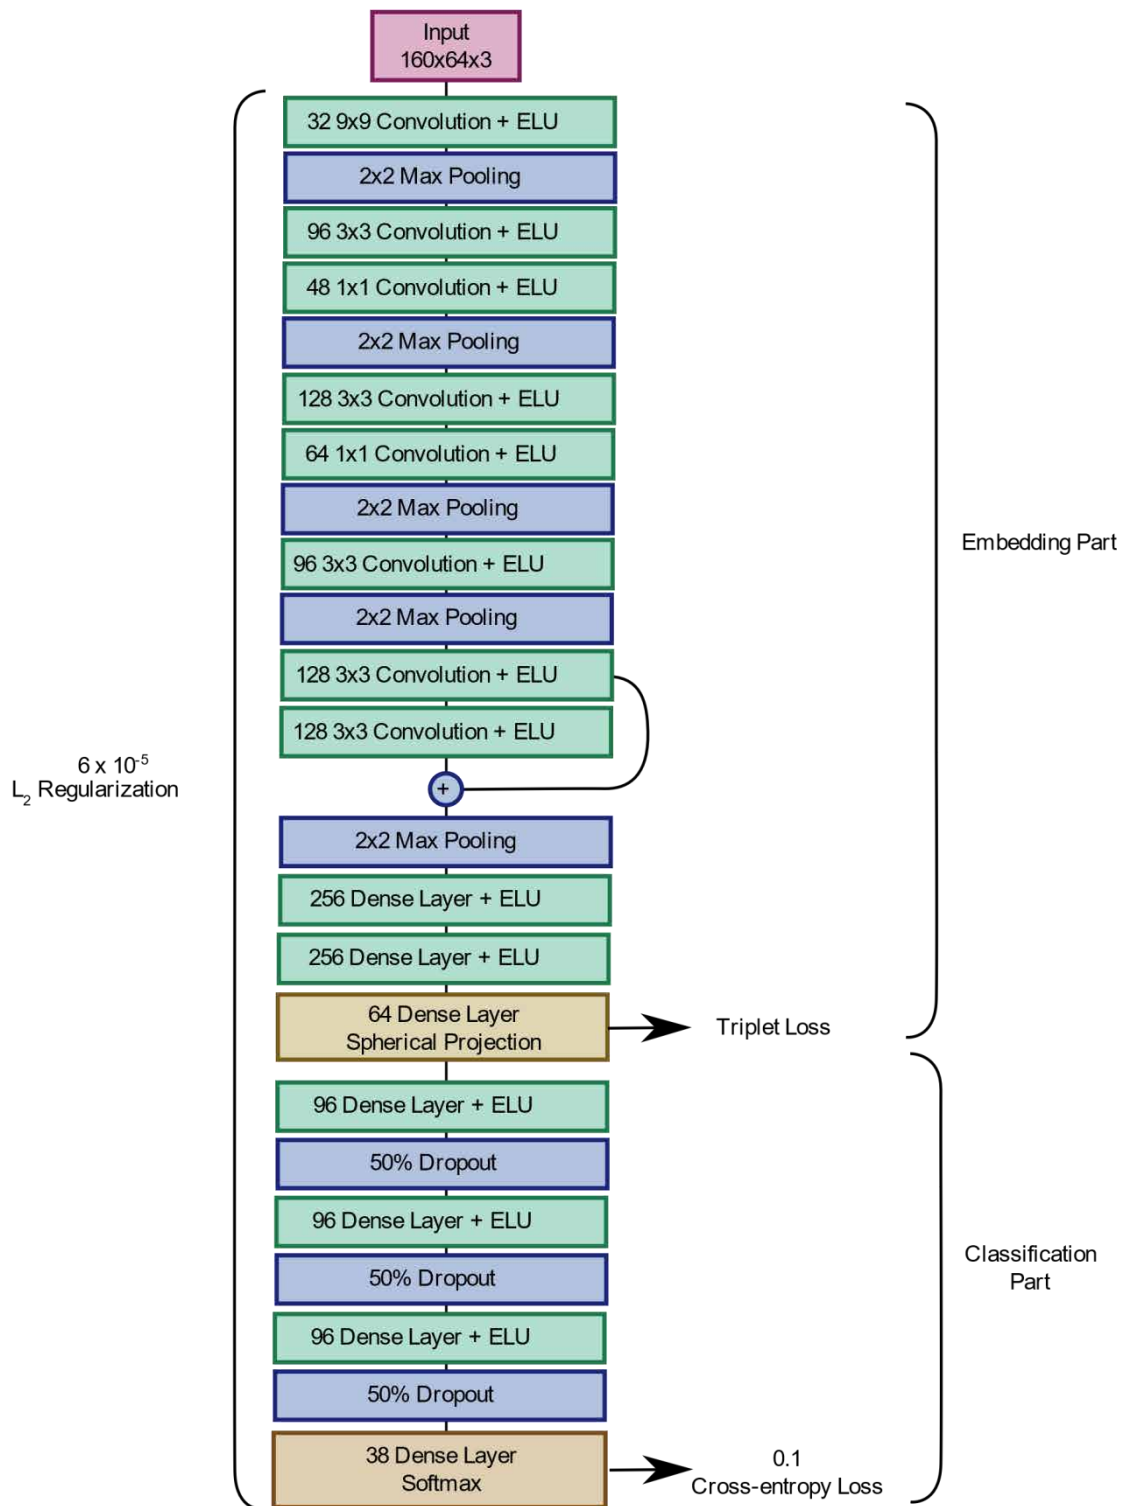 Input
160x64x3
32 9x9 Convolution + ELU
2x2 Max Pooling
96 3x3 Convolution + ELU
48 1x1 Convolution + ELU
2x2 Max Pooling
128 3x3 Convolution + ELU
64 1x1 Convolution + ELU
2x2 Max Pooling
96 3x3 Convolution + ELU
2x2 Max Pooling
128 3x3 Convolution + ELU
128 3x3 Convolution + ELU
+
2x2 Max Pooling
256 Dense Layer + ELU
256 Dense Layer + ELU
64 Dense Layer
Spherical Projection
Triplet Loss
96 Dense Layer + ELU
50% Dropout
96 Dense Layer + ELU
50% Dropout
96 Dense Layer + ELU
50% Dropout
38 Dense Layer
Softmax
0.1
Cross-entropy Loss
6 x 10⁻⁵
L₂ Regularization
Embedding Part
Classification
Part